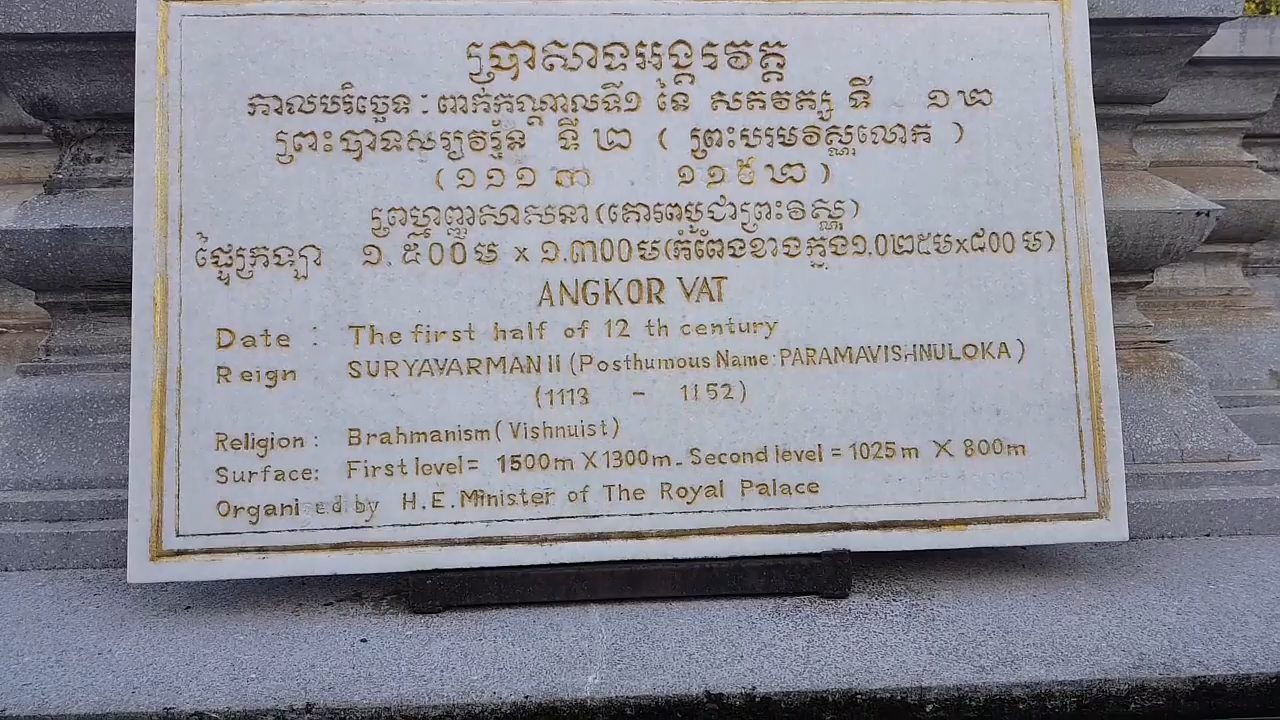 ប្រាសាទអង្គរវត្ត
កាលបរិច្ឆេទ : ពាក់កណ្តាលទី១ នៃ សតវត្ស ទី ១២
ព្រះបាទសូរ្យវរ្ម័ន ទី ២ ( ព្រះបរមវិស្ណុលោក )
( ១១១៣ ១១៥២ )
ព្រហ្មញ្ញសាសនា (គោរពបូជាព្រះវិស្ណុ)
ផ្ទៃក្រឡា ១.៥០០ម x ១.៣០០ម(កំពែងខាងក្នុង១.០២៥មx៨០០ម)
ANGKOR VAT
Date : The first half of 12 th century
Reign SURYAVARMAN II (Posthumous Name: PARAMAVISHNULOKA)
(1113 - 1152)
Religion : Brahmanism (Vishnuist)
Surface: First level= 1500m X 1300m. Second level = 1025m X 800m
Organised by H.E. Minister of The Royal Palace